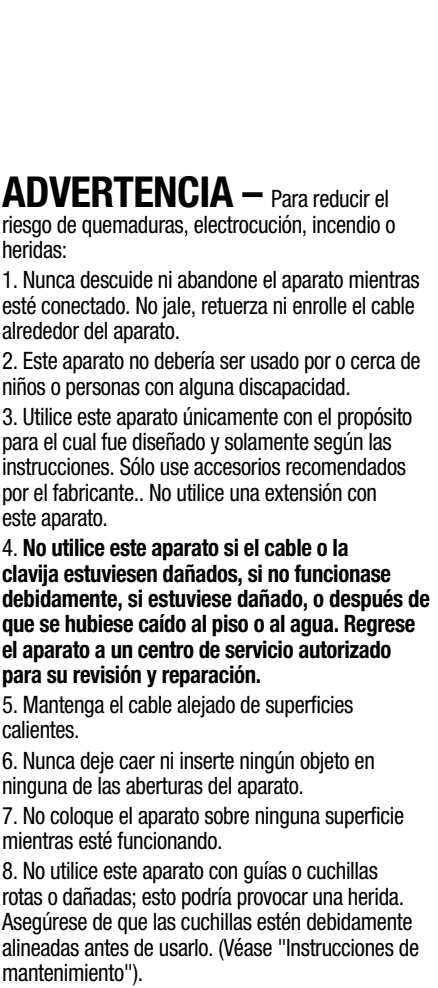 ADVERTENCIA – Para reducir el
riesgo de quemaduras, electrocución, incendio o
heridas:
1. Nunca descuide ni abandone el aparato mientras
esté conectado. No jale, retuerza ni enrolle el cable
alrededor del aparato.
2. Este aparato no debería ser usado por o cerca de
niños o personas con alguna discapacidad.
3. Utilice este aparato únicamente con el propósito
para el cual fue diseñado y solamente según las
instrucciones. Sólo use accesorios recomendados
por el fabricante.. No utilice una extensión con
este aparato.
4. No utilice este aparato si el cable o la
clavija estuviesen dañados, si no funcionase
debidamente, si estuviese dañado, o después de
que se hubiese caído al piso o al agua. Regrese
el aparato a un centro de servicio autorizado
para su revisión y reparación.
5. Mantenga el cable alejado de superficies
calientes.
6. Nunca deje caer ni inserte ningún objeto en
ninguna de las aberturas del aparato.
7. No coloque el aparato sobre ninguna superficie
mientras esté funcionando.
8. No utilice este aparato con guías o cuchillas
rotas o dañadas; esto podría provocar una herida.
Asegúrese de que las cuchillas estén debidamente
alineadas antes de usarlo. (Véase "Instrucciones de
mantenimiento").